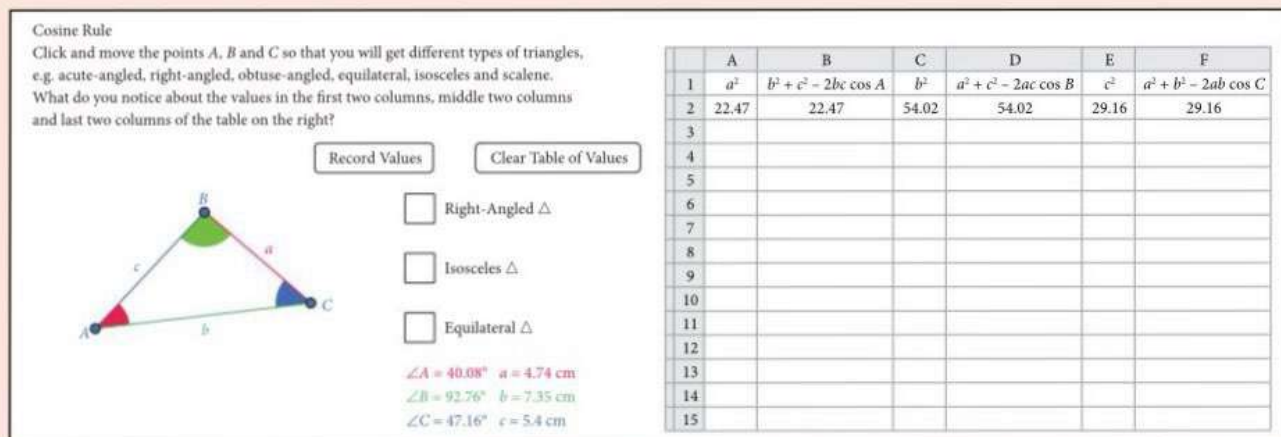 Cosine Rule
Click and move the points A, B and C so that you will get different types of triangles,
e.g. acute-angled, right-angled, obtuse-angled, equilateral, isosceles and scalene.
What do you notice about the values in the first two columns, middle two columns
and last two columns of the table on the right?
Record Values
Clear Table of Values
B
Right-Angled △
a
c
Isosceles △
C
A
b
Equilateral △
∠A = 40.08° a = 4.74 cm
∠B = 92.76° b = 7.35 cm
∠C = 47.16° c = 5.4 cm
A B C D E F
1 a² b² + c² − 2bc cos A b² a² + c² − 2ac cos B c² a² + b² − 2ab cos C
2 22.47 22.47 54.02 54.02 29.16 29.16
3
4
5
6
7
8
9
10
11
12
13
14
15